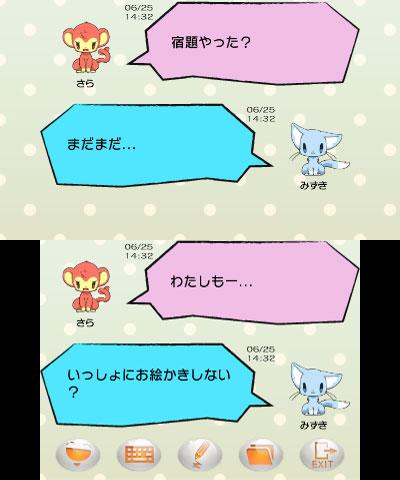 06/25
14:32
宿題やった?
さら
06/25
14:32
まだまだ...
みずき
06/25
14:32
わたしもー...
さら
06/25
14:32
いっしょにお絵かきしない
?
みずき
EXIT